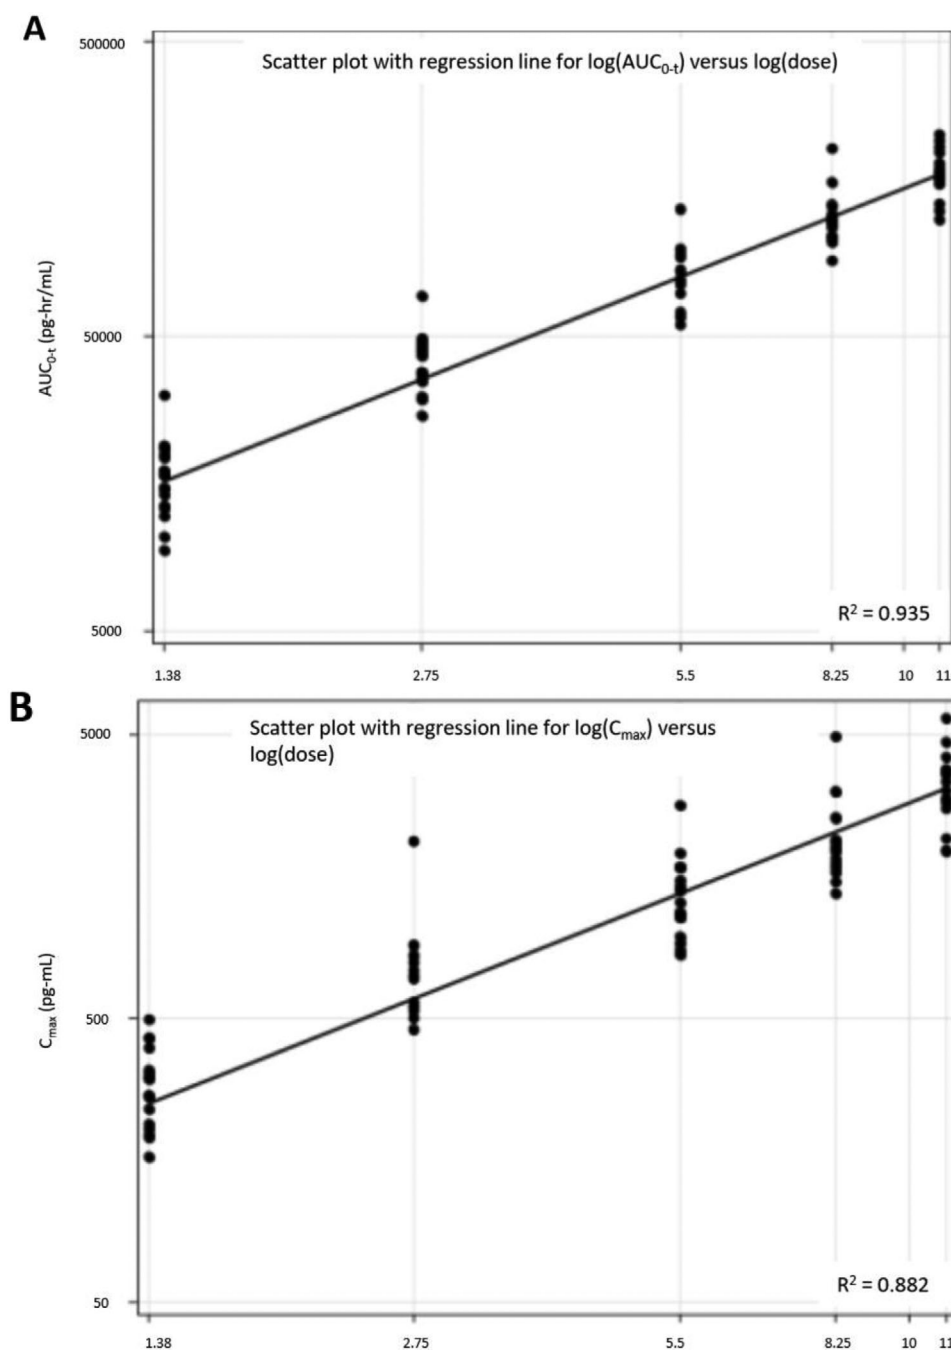 A
500000
Scatter plot with regression line for log(AUC0-t) versus log(dose)
AUC0-t (pg-hr/mL)
50000
5000
R2 = 0.935
1.38 2.75 5.5 8.25 10 11
B
5000
Scatter plot with regression line for log(Cmax) versus
log(dose)
Cmax (pg-mL)
500
50
R2 = 0.882
1.38 2.75 5.5 8.25 10 11